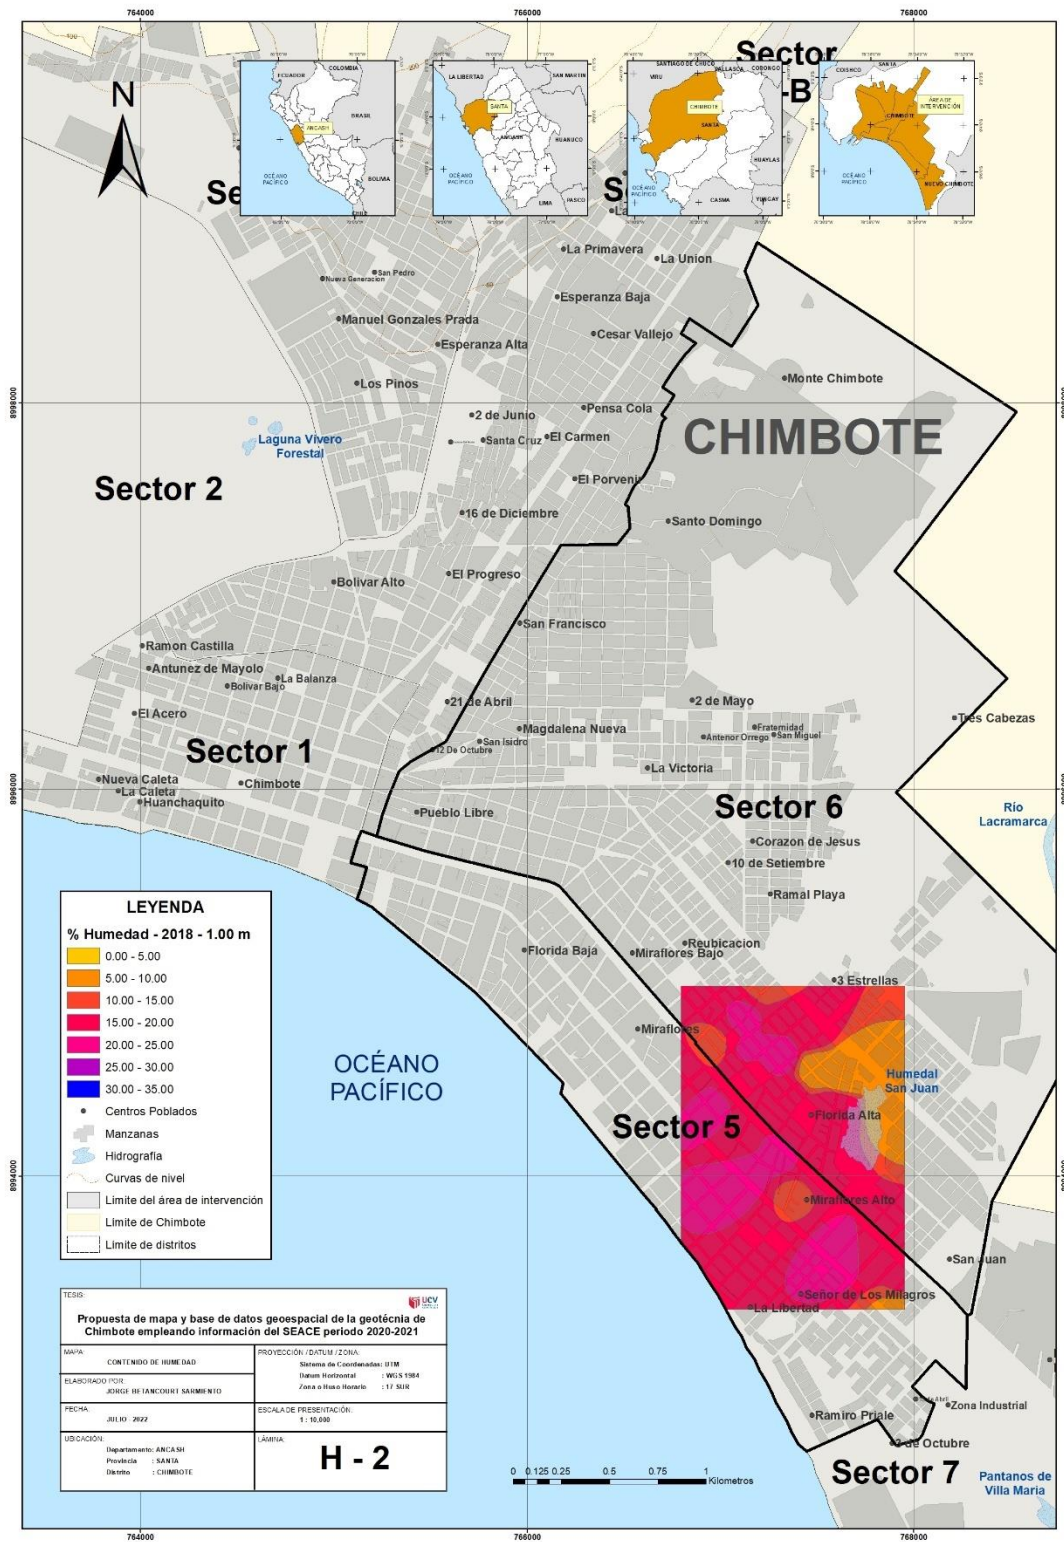 764000
766000
768000
Sector
-B
N
ECUADOR
COLOMBIA
BRASIL
ANCASH
BOLIVIA
OCÉANO
PACÍFICO
CHILE
LA LIBERTAD
SAN MARTIN
SANTA
ANCASH
HUANUCO
OCÉANO
PACÍFICO
LIMA
PASCO
SANTIAGO DE CHUCO
VIRU
PALLASCA
CORONGO
CHIMBOTE
SANTA
HUAYLAS
OCÉANO
PACÍFICO
CASMA
YUNGAY
COISHCO
SANTA
ÁREA DE
INTERVENCIÓN
CHIMBOTE
OCÉANO
PACÍFICO
NUEVO CHIMBOTE
La Primavera
La Union
San Pedro
Nueva Generacion
Esperanza Baja
Manuel Gonzales Prada
Cesar Vallejo
Esperanza Alta
Los Pinos
Monte Chimbote
8998000
2 de Junio
Pensa Cola
CHIMBOTE
Laguna Vivero
Forestal
Santa Cruz
El Carmen
El Porvenir
Sector 2
16 de Diciembre
Santo Domingo
El Progreso
Bolivar Alto
San Francisco
Ramon Castilla
Antunez de Mayolo
La Balanza
Bolivar Bajo
21 de Abril
2 de Mayo
El Acero
Tres Cabezas
Magdalena Nueva
Fraternidad
Antenor Orrego
San Miguel
San Isidro
12 De Octubre
Sector 1
La Victoria
Nueva Caleta
Chimbote
La Caleta
Huanchaquito
8996000
Sector 6
Pueblo Libre
Río
Lacramarca
Corazon de Jesus
10 de Setiembre
Ramal Playa
LEYENDA
% Humedad - 2018 - 1.00 m
0.00 - 5.00
5.00 - 10.00
10.00 - 15.00
15.00 - 20.00
20.00 - 25.00
25.00 - 30.00
30.00 - 35.00
Centros Poblados
Manzanas
Hidrografía
Curvas de nivel
Limite del área de intervención
Limite de Chimbote
Limite de distritos
Florida Baja
Reubicacion
Miraflores Bajo
3 Estrellas
Miraflores
OCÉANO
PACÍFICO
Humedal
San Juan
Sector 5
Florida Alta
8994000
Miraflores Alto
San Juan
Señor de Los Milagros
La Libertad
Ramiro Priale
Zona Industrial
3 de Octubre
Sector 7
Pantanos de
Villa Maria
TESIS:
UCV
Propuesta de mapa y base de datos geoespacial de la geotécnia de
Chimbote empleando información del SEACE periodo 2020-2021
MAPA:
CONTENIDO DE HUMEDAD
PROYECCIÓN / DATUM / ZONA:
Sistema de Coordenadas: UTM
Datum Horizontal : WGS 1984
Zona o Huso Horario : 17 SUR
ELABORADO POR:
JORGE BETANCOURT SARMIENTO
FECHA:
JULIO - 2022
ESCALA DE PRESENTACIÓN:
1 : 10,000
UBICACIÓN:
Departamento: ANCASH
Provincia : SANTA
Distrito : CHIMBOTE
LÁMINA:
H - 2
0 0.125 0.25 0.5 0.75 1
Kilometros
764000
766000
768000